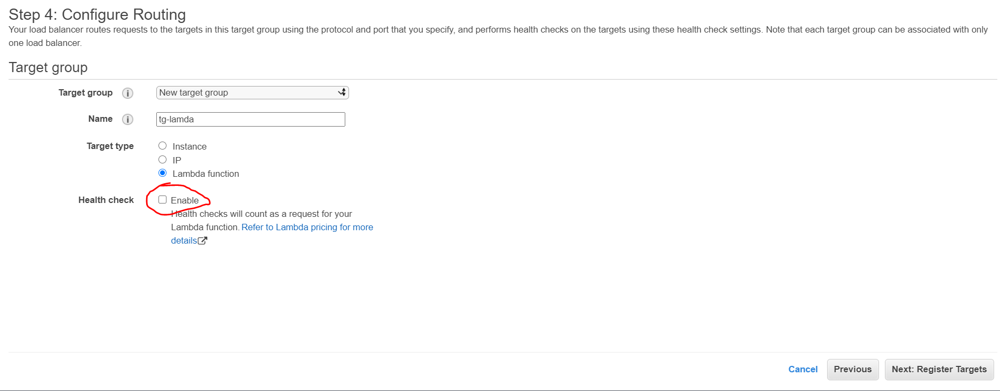 Step 4: Configure Routing
Your load balancer routes requests to the targets in this target group using the protocol and port that you specify, and performs health checks on the targets using these health check settings. Note that each target group can be associated with only
one load balancer.
Target group
Target group i New target group
Name i tg-lamda
Target type Instance
IP
Lambda function
Health check Enable
Health checks will count as a request for your
Lambda function. Refer to Lambda pricing for more
details
Cancel Previous Next: Register Targets